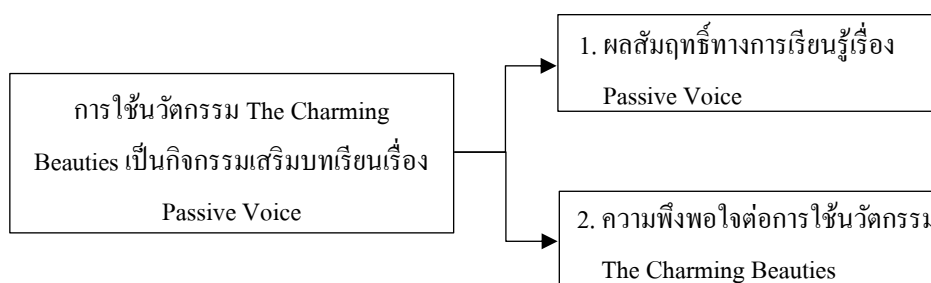 การใช้นวัตกรรม The Charming
Beauties เป็นกิจกรรมเสริมบทเรียนเรื่อง
Passive Voice
1. ผลสัมฤทธิ์ทางการเรียนรู้เรื่อง
Passive Voice
2. ความพึงพอใจต่อการใช้นวัตกรรม
The Charming Beauties